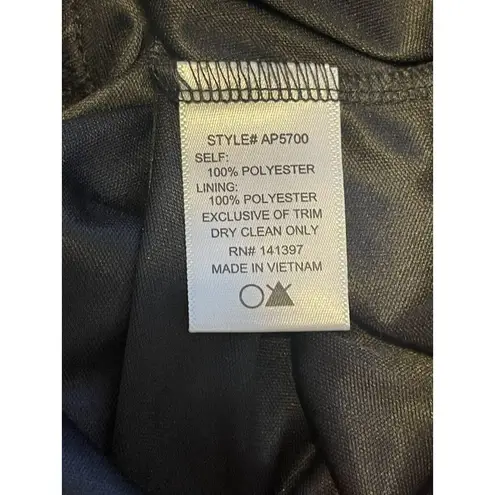 STYLE# AP5700
SELF:
100% POLYESTER
LINING:
100% POLYESTER
EXCLUSIVE OF TRIM
DRY CLEAN ONLY
RN# 141397
MADE IN VIETNAM